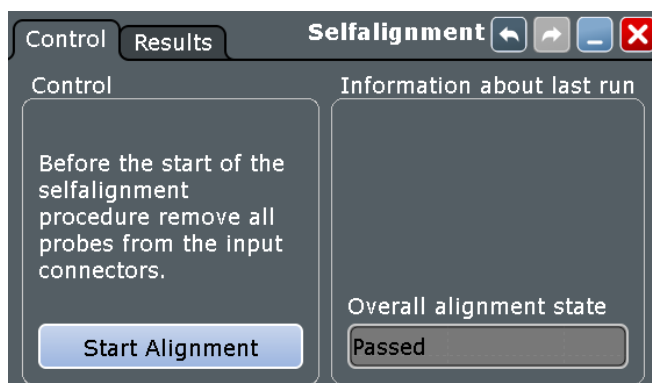 Control Results Selfalignment
Control
Before the start of the
selfalignment
procedure remove all
probes from the input
connectors.
Start Alignment
Information about last run
Overall alignment state
Passed